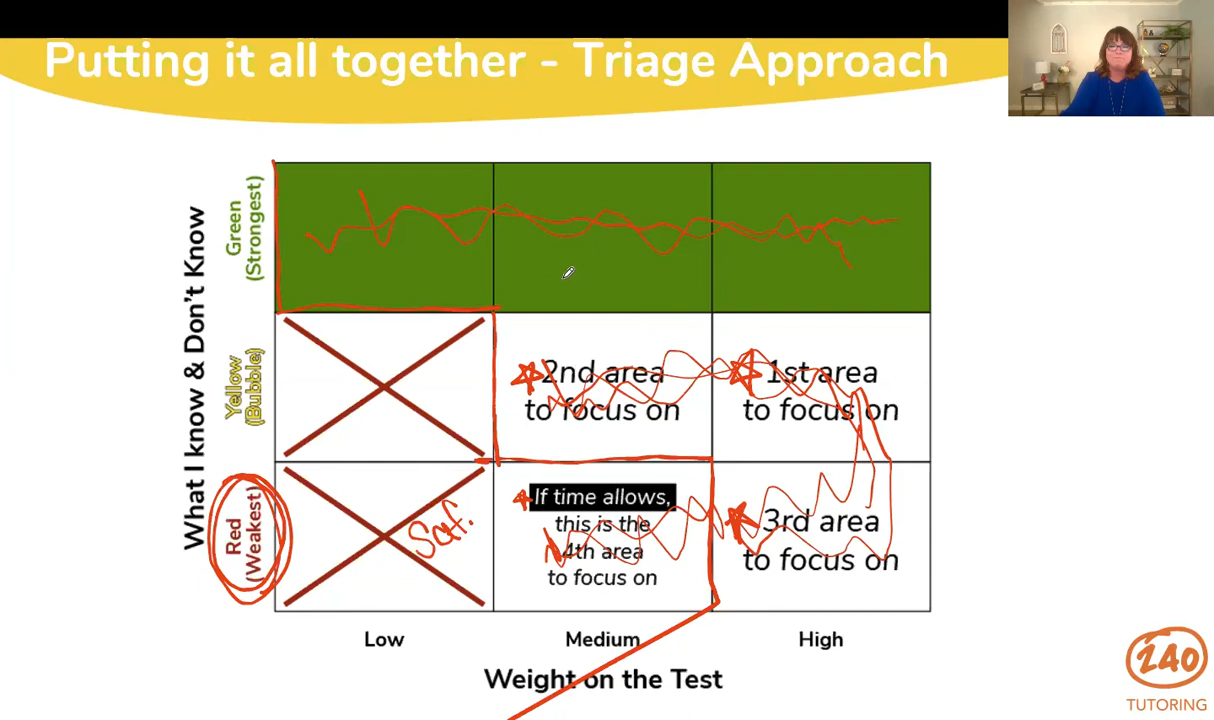 Putting it all together - Triage Approach
What I know & Don't Know
Green
(Strongest)
Yellow
(Bubble)
2nd area
to focus on
1st area
to focus on
Red
(Weakest)
If time allows,
this is the
4th area
to focus on
3rd area
to focus on
Low
Medium
High
Weight on the Test
240
TUTORING